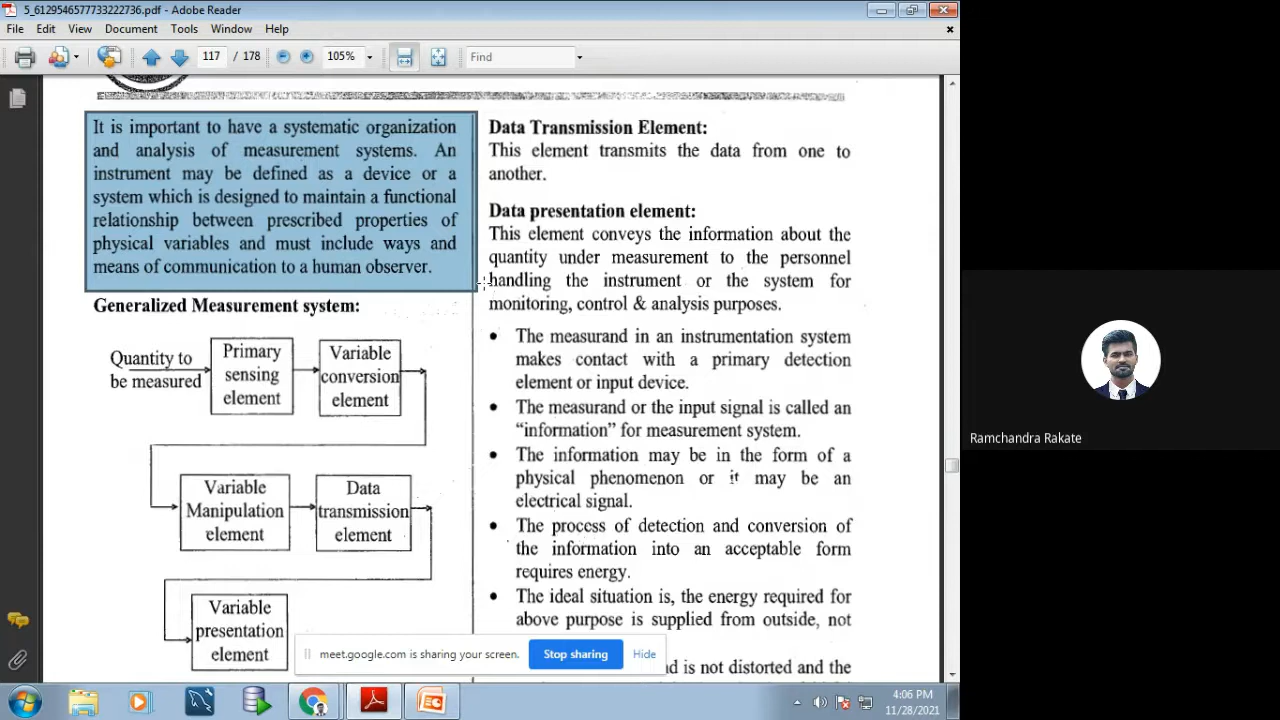 5_6129546577733222736.pdf - Adobe Reader
File Edit View Document Tools Window Help
117 / 178 105% Find
It is important to have a systematic organization
and analysis of measurement systems. An
instrument may be defined as a device or a
system which is designed to maintain a functional
relationship between prescribed properties of
physical variables and must include ways and
means of communication to a human observer.
Generalized Measurement system:
Quantity to
be measured
Primary
sensing
element
Variable
conversion
element
Variable
Manipulation
element
Data
transmission
element
Variable
presentation
element
Data Transmission Element:
This element transmits the data from one to
another.
Data presentation element:
This element conveys the information about the
quantity under measurement to the personnel
handling the instrument or the system for
monitoring, control & analysis purposes.
• The measurand in an instrumentation system
makes contact with a primary detection
element or input device.
• The measurand or the input signal is called an
“information” for measurement system.
• The information may be in the form of a
physical phenomenon or it may be an
electrical signal.
• The process of detection and conversion of
the information into an acceptable form
requires energy.
• The ideal situation is, the energy required for
above purpose is supplied from outside, not
is not distorted and the
meet.google.com is sharing your screen. Stop sharing Hide
Ramchandra Rakate
4:06 PM
11/28/2021